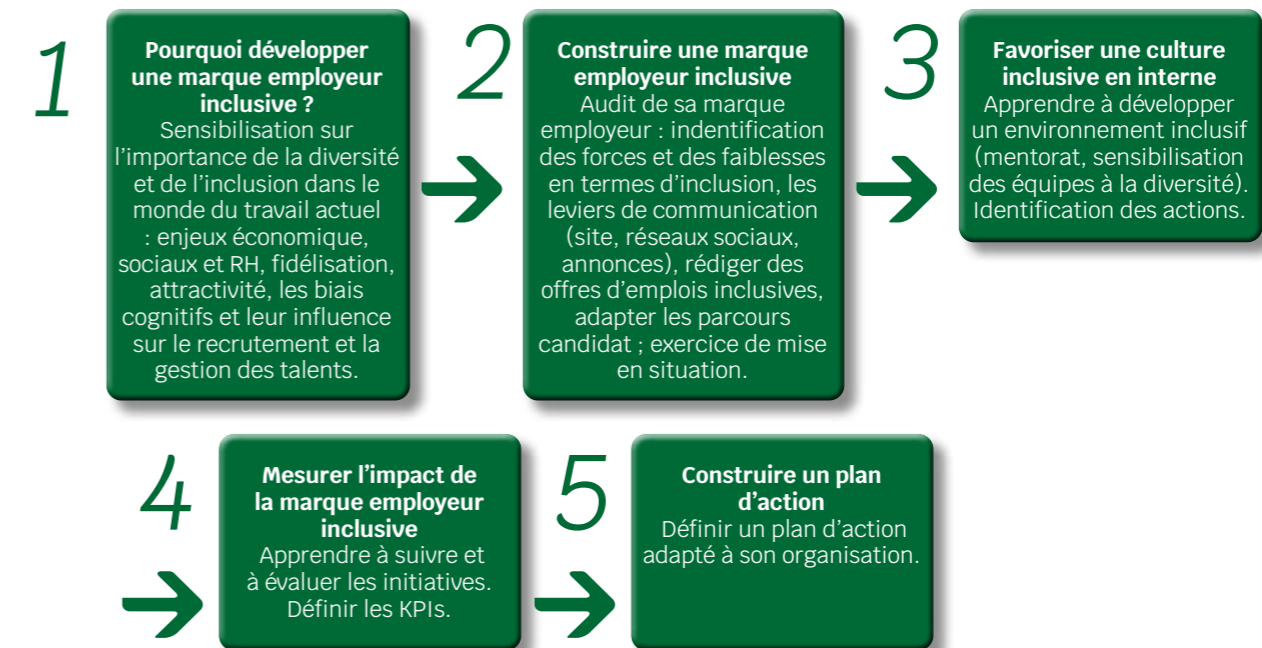 1
Pourquoi développer
une marque employeur
inclusive ?
Sensibilisation sur
l'importance de la diversité
et de l'inclusion dans le
monde du travail actuel
: enjeux économique,
sociaux et RH, fidélisation,
attractivité, les biais
cognitifs et leur influence
sur le recrutement et la
gestion des talents.
2
Construire une marque
employeur inclusive
Audit de sa marque
employeur : indentification
des forces et des faiblesses
en termes d'inclusion, les
leviers de communication
(site, réseaux sociaux,
annonces), rédiger des
offres d'emplois inclusives,
adapter les parcours
candidat ; exercice de mise
en situation.
3
Favoriser une culture
inclusive en interne
Apprendre à développer
un environnement inclusif
(mentorat, sensibilisation
des équipes à la diversité).
Identification des actions.
4
Mesurer l'impact de
la marque employeur
inclusive
Apprendre à suivre et
à évaluer les initiatives.
Définir les KPIs.
5
Construire un plan
d'action
Définir un plan d'action
adapté à son organisation.